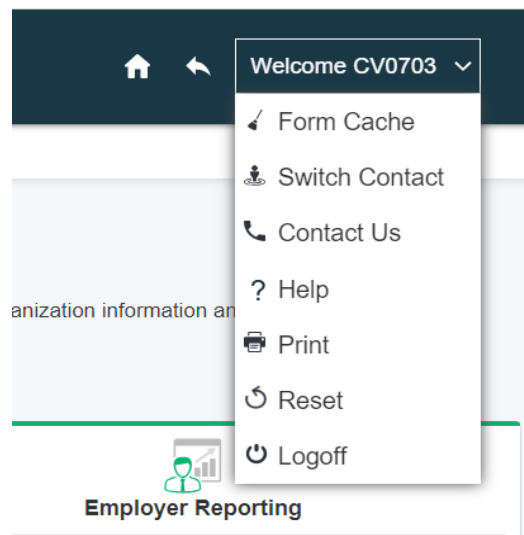 Welcome CV0703
Form Cache
Switch Contact
Contact Us
? Help
anization information an
Print
Reset
Logoff
Employer Reporting